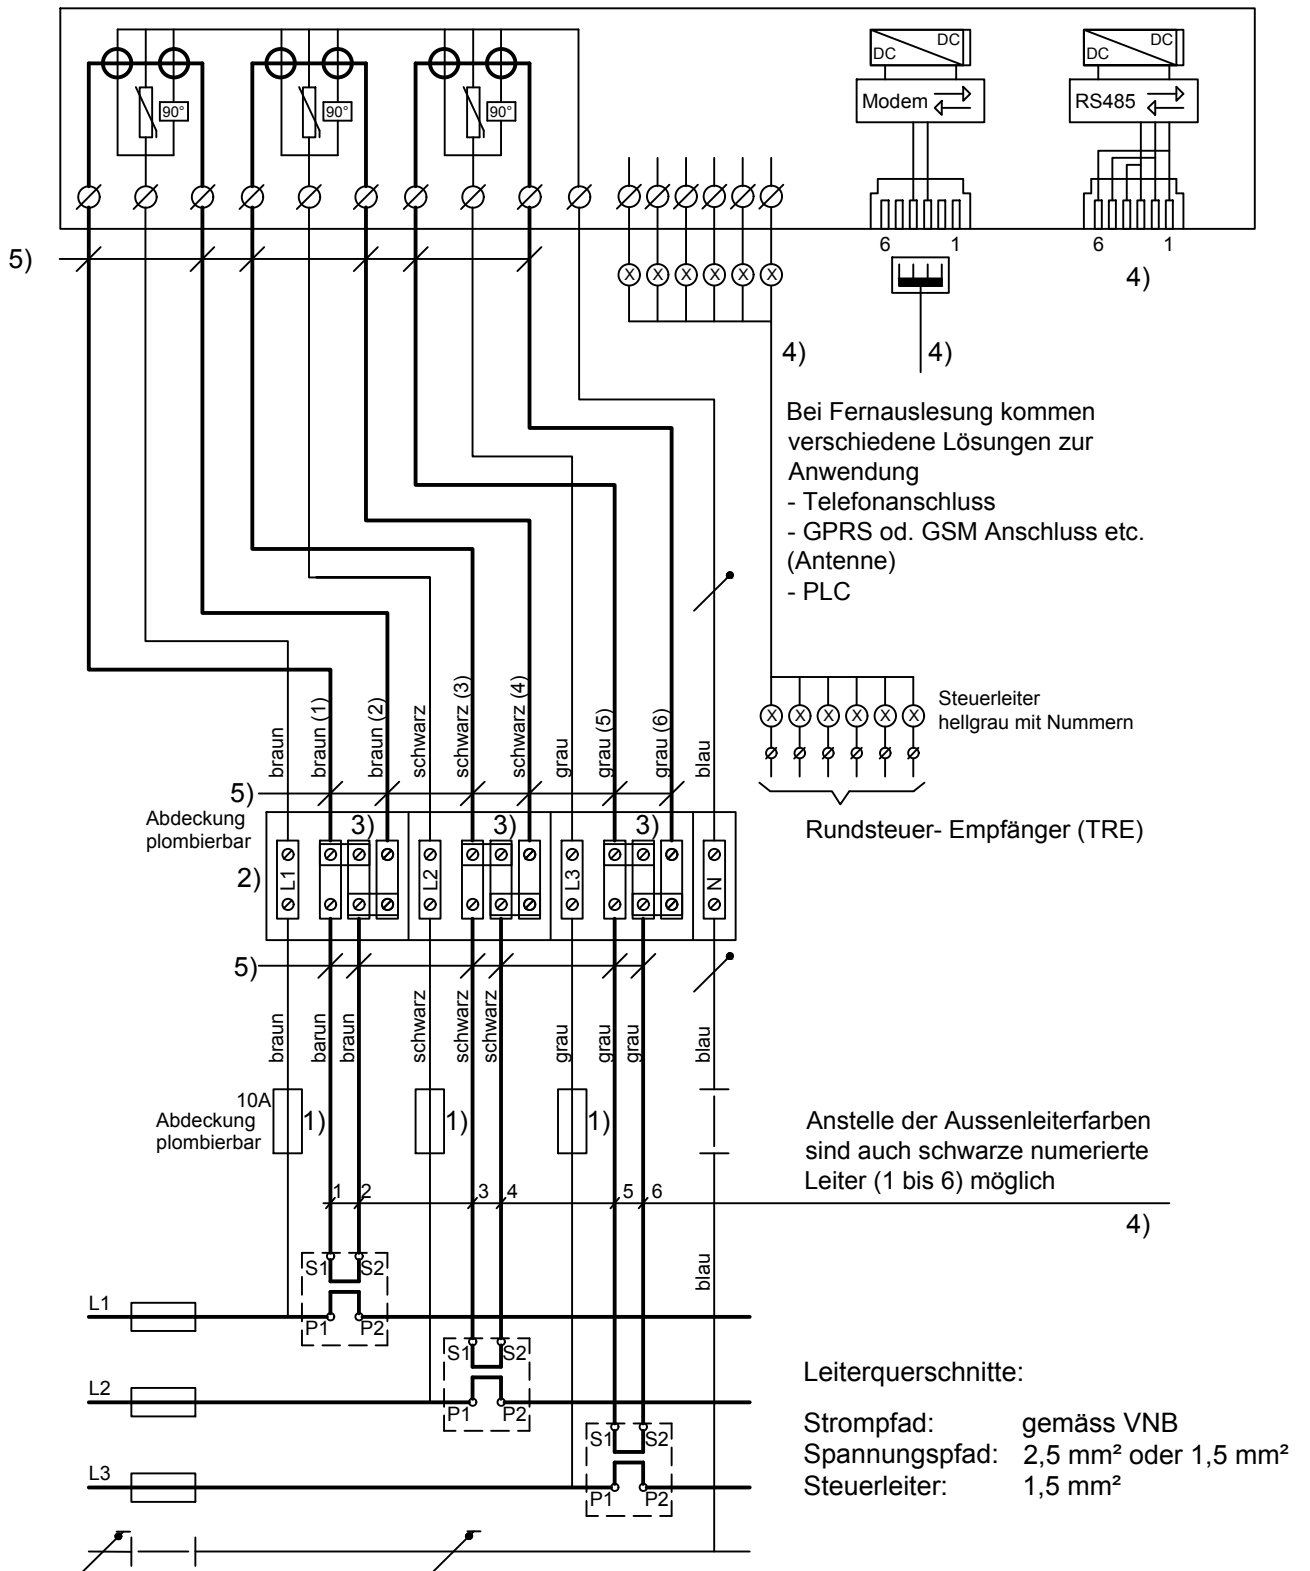 DC
DC
DC
DC
Modem
RS485
90°
90°
90°
6
1
6
1
5)
4)
X X X X X X
4)
4)
Bei Fernauslesung kommen
verschiedene Lösungen zur
Anwendung
- Telefonanschluss
- GPRS od. GSM Anschluss etc.
(Antenne)
- PLC
braun
braun (1)
braun (2)
schwarz
schwarz (3)
schwarz (4)
grau
grau (5)
grau (6)
blau
X X X X X X
Steuerleiter
hellgrau mit Nummern
Rundsteuer- Empfänger (TRE)
5)
Abdeckung
plombierbar
3)
3)
3)
2)
L1
L2
L3
N
5)
braun
barun
braun
schwarz
schwarz
schwarz
grau
grau
grau
blau
10A
Abdeckung
plombierbar
1)
1)
1)
Anstelle der Aussenleiterfarben
sind auch schwarze numerierte
Leiter (1 bis 6) möglich
1
2
3
4
5
6
4)
blau
S1
S2
L1
P1
P2
S1
S2
L2
P1
P2
S1
S2
L3
P1
P2
Leiterquerschnitte:
Strompfad: gemäss VNB
Spannungspfad: 2,5 mm² oder 1,5 mm²
Steuerleiter: 1,5 mm²